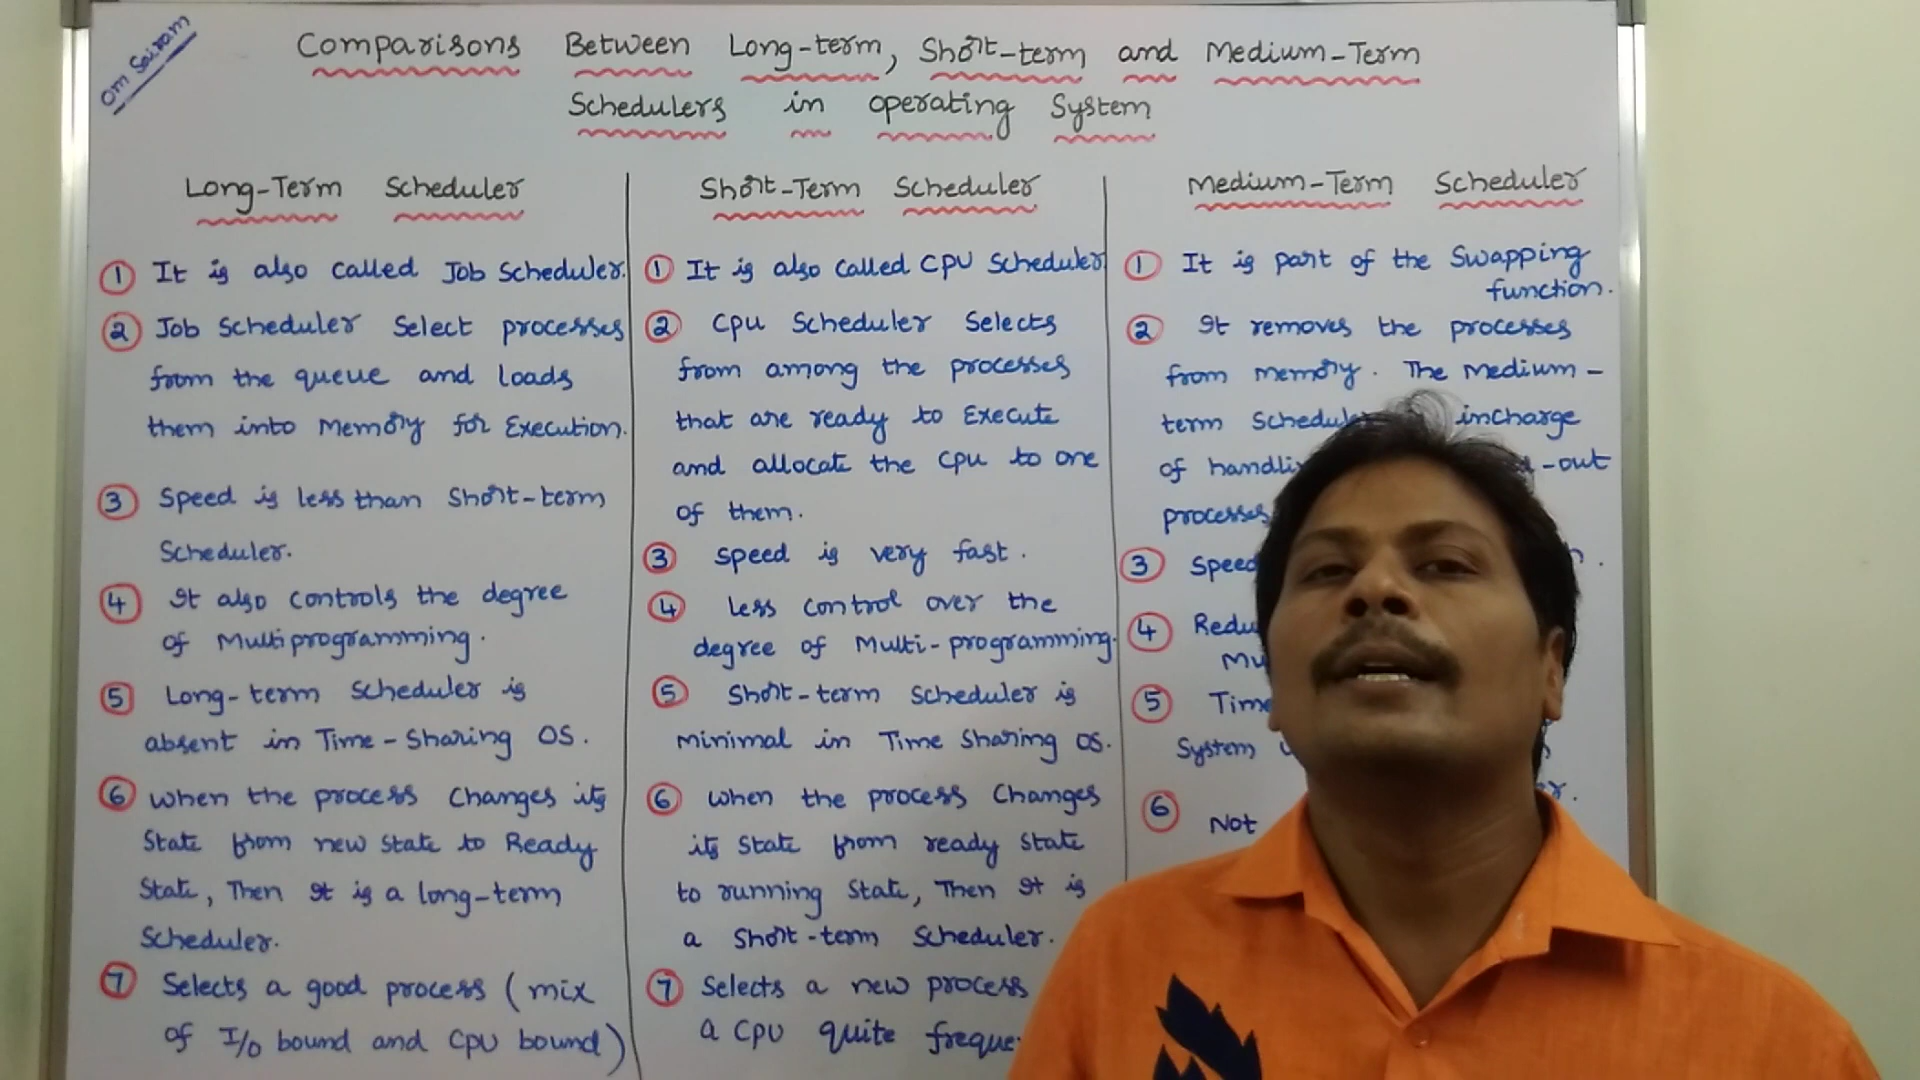 Om Sairam
Comparisons Between Long-term, Short-term and Medium-Term
Schedulers in operating System
Long-Term Scheduler
① It is also called Job Scheduler.
② Job Scheduler Select processes
from the queue and loads
them into Memory for Execution.
③ Speed is less than Short-term
Scheduler.
④ It also controls the degree
of Multiprogramming.
⑤ Long-term Scheduler is
absent in Time-Sharing OS.
⑥ When the process Changes its
State from new State to Ready
State, Then It is a long-term
Scheduler.
⑦ Selects a good process (mix
of I/O bound and CPU bound)
Short-Term Scheduler
① It is also called CPU Scheduler
② CPU Scheduler Selects
from among the processes
that are ready to Execute
and allocate the CPU to one
of them.
③ Speed is very fast.
④ Less control over the
degree of Multi-programming.
⑤ Short-term Scheduler is
minimal in Time Sharing OS.
⑥ When the process Changes
its State from ready State
to running State, Then It is
a Short-term Scheduler.
⑦ Selects a new process
a CPU quite freque
Medium-Term Scheduler
① It is part of the Swapping
function.
② It removes the processes
from memory. The Medium-
term Schedule incharge
of handli -out
processes
③ Speed
④ Redu
Mu
⑤ Time
System
⑥ Not